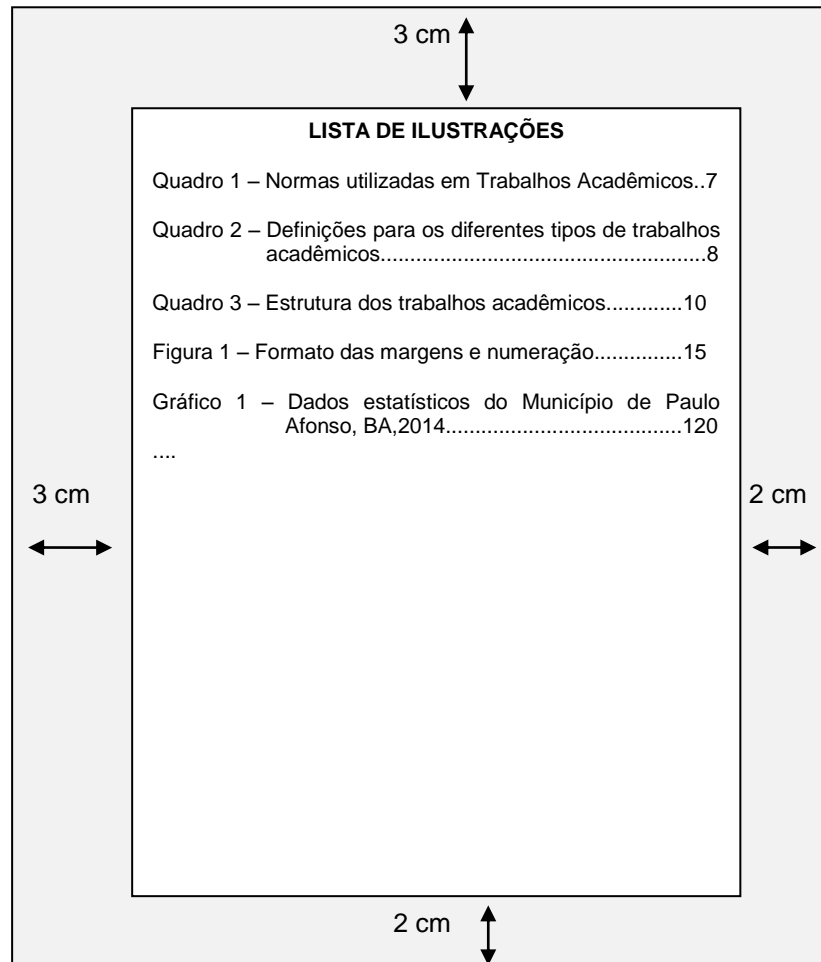 3 cm
LISTA DE ILUSTRAÇÕES
Quadro 1 – Normas utilizadas em Trabalhos Acadêmicos..7
Quadro 2 – Definições para os diferentes tipos de trabalhos
acadêmicos.......................................................8
Quadro 3 – Estrutura dos trabalhos acadêmicos.............10
Figura 1 – Formato das margens e numeração...............15
Gráfico 1 – Dados estatísticos do Município de Paulo
Afonso, BA,2014........................................120
....
3 cm
2 cm
2 cm